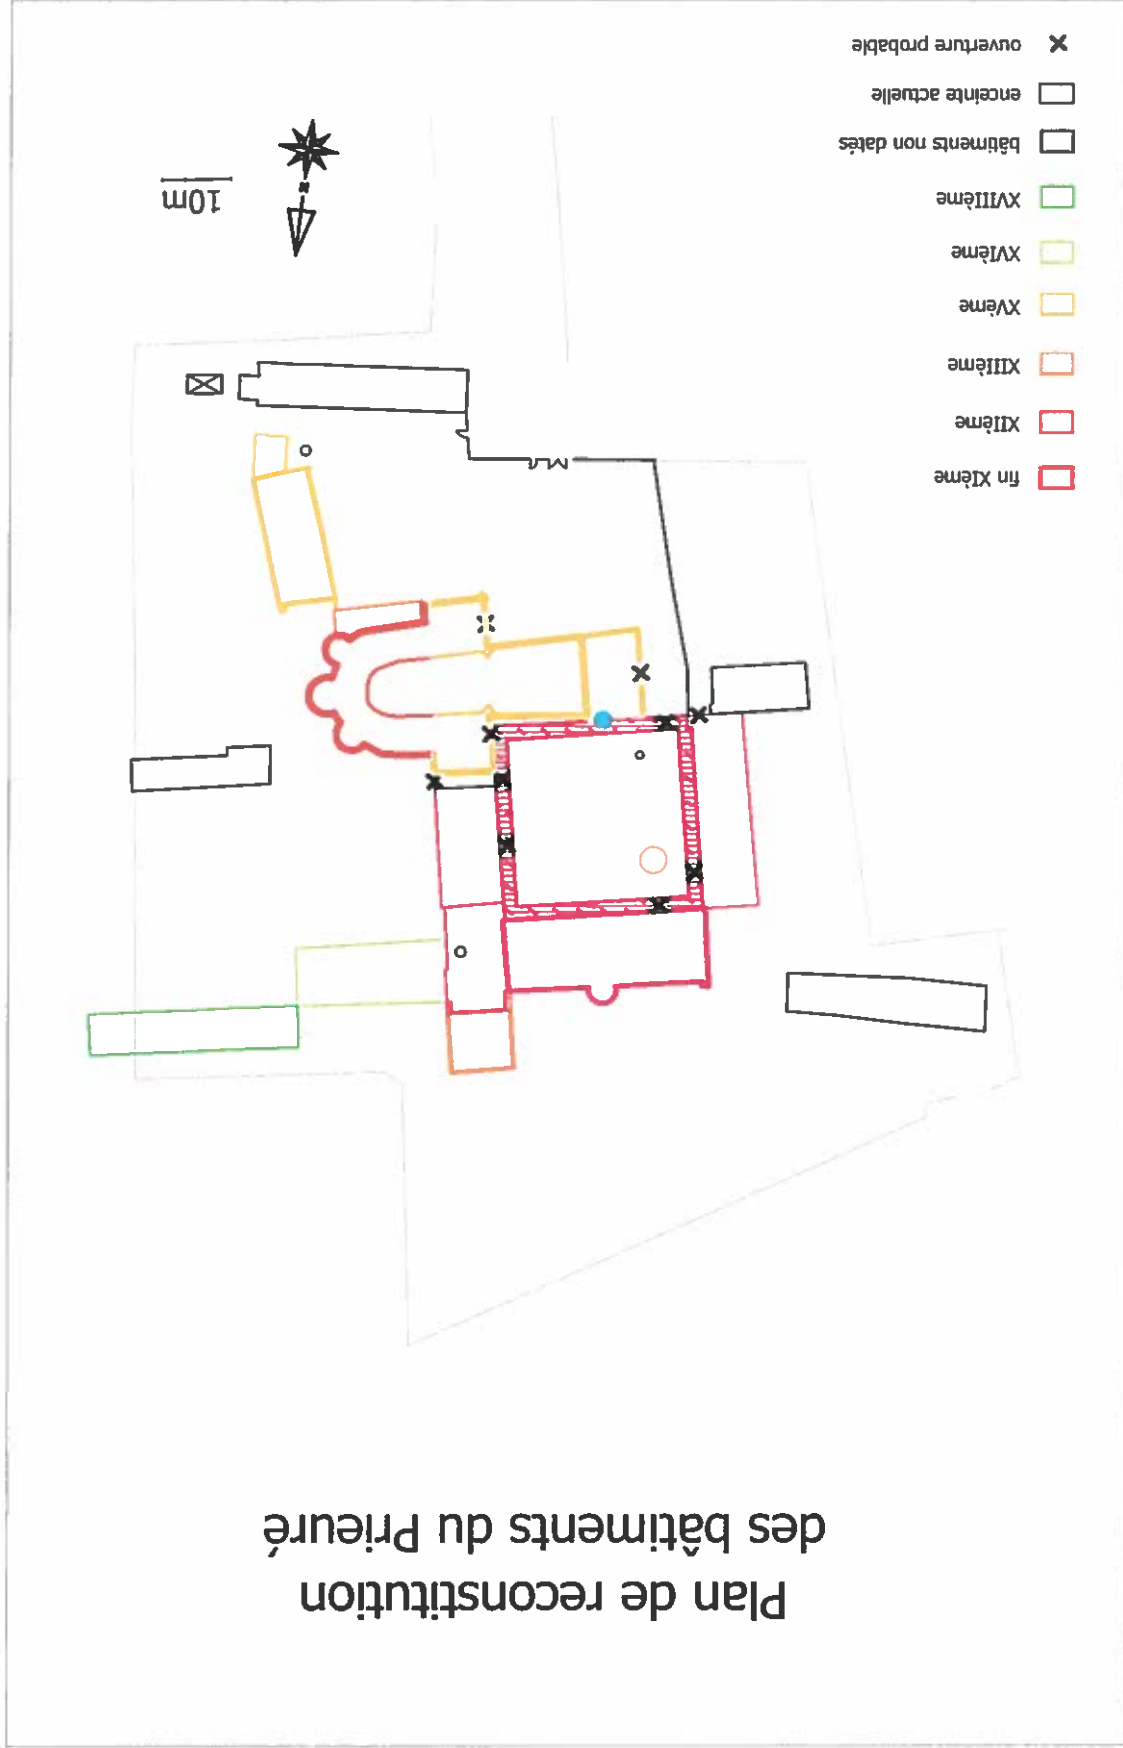 Plan de reconstitution
des bâtiments du Prieuré
fin XIème
XIIème
XIIIème
XVème
XVIème
XVIIIème
bâtiments non datés
enceinte actuelle
ouverture probable
10m